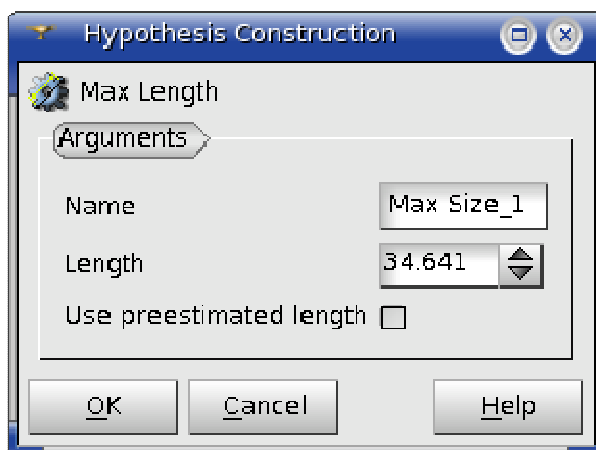 Hypothesis Construction
Max Length
Arguments
Name Max Size_1
Length 34.641
Use preestimated length
OK Cancel Help